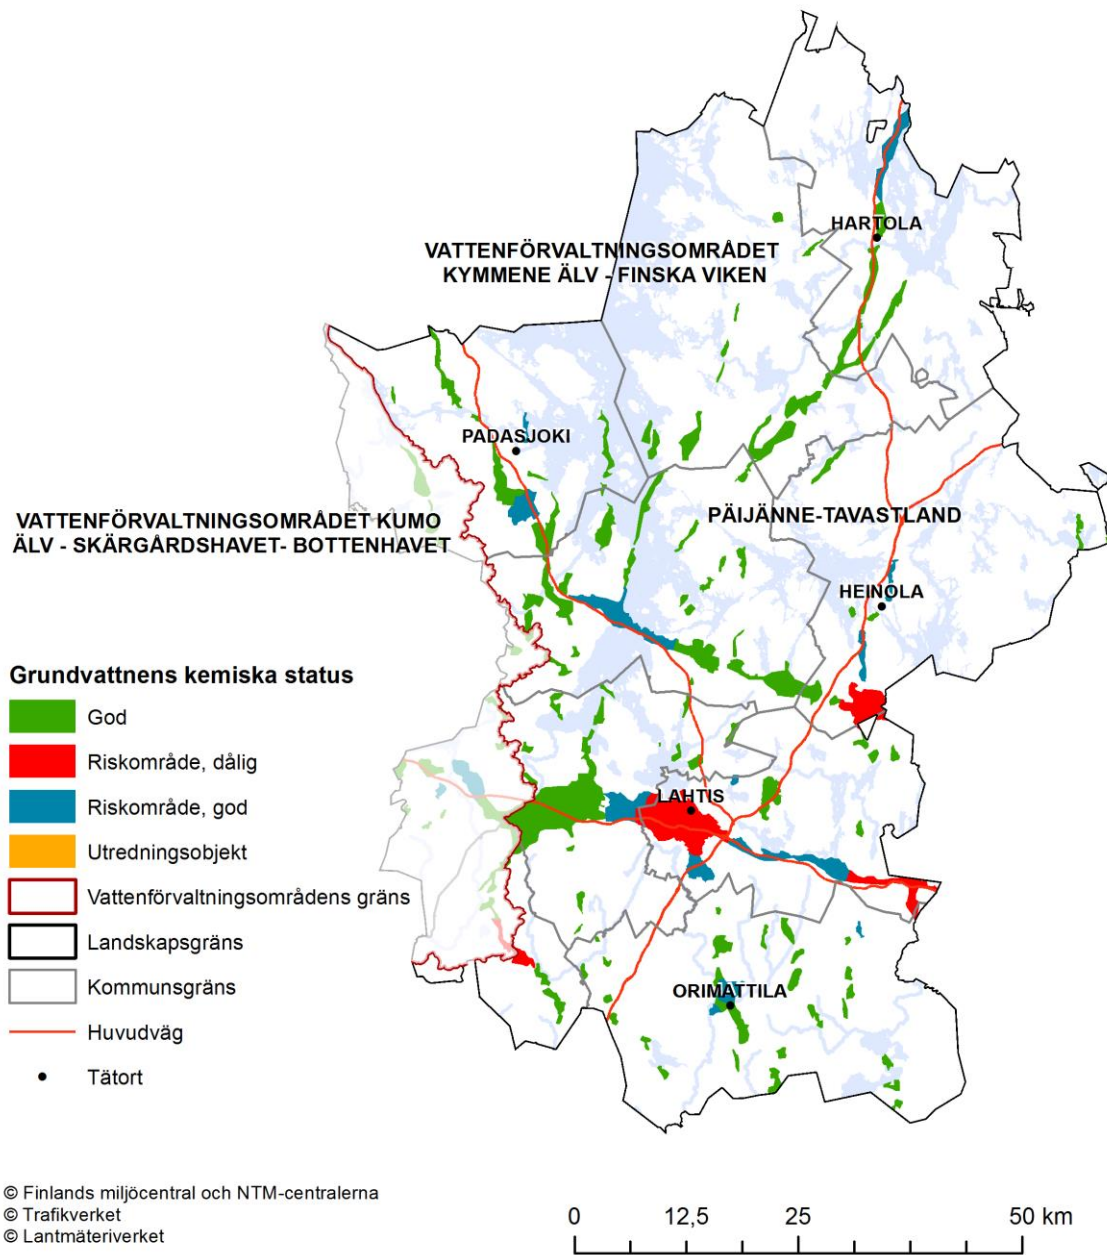 HARTOLA
VATTENFÖRVALTNINGSOMRÅDET
KYMMENE ÄLV - FINSKA VIKEN
PADASJOKI
VATTENFÖRVALTNINGSOMRÅDET KUMO
ÄLV - SKÄRGÅRDSHAVET- BOTTENHAVET
PÄIJÄNNE-TAVASTLAND
HEINOLA
LAHTIS
ORIMATTILA
Grundvattnens kemiska status
God
Riskområde, dålig
Riskområde, god
Utredningsobjekt
Vattenförvaltningsområdens gräns
Landskapsgräns
Kommunsgräns
Huvudväg
Tätort
© Finlands miljöcentral och NTM-centralerna
© Trafikverket
© Lantmäteriverket
0 12,5 25 50 km